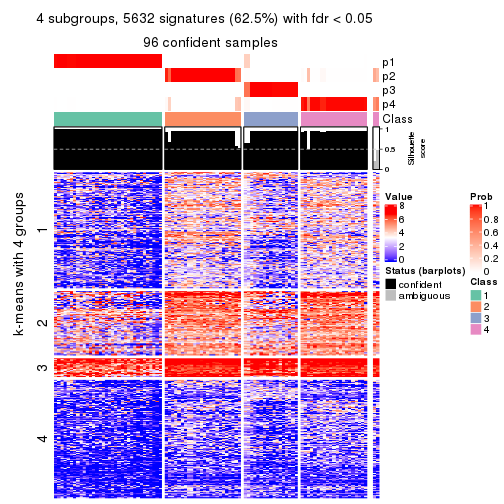 4 subgroups, 5632 signatures (62.5%) with fdr < 0.05
96 confident samples
p1
p2
p3
p4
Class
1
0.5
0
Silhouette
score
k-means with 4 groups
1
2
3
4
Value
8
6
4
2
0
Status (barplots)
confident
ambiguous
Prob
1
0.8
0.6
0.4
0.2
0
Class
1
2
3
4